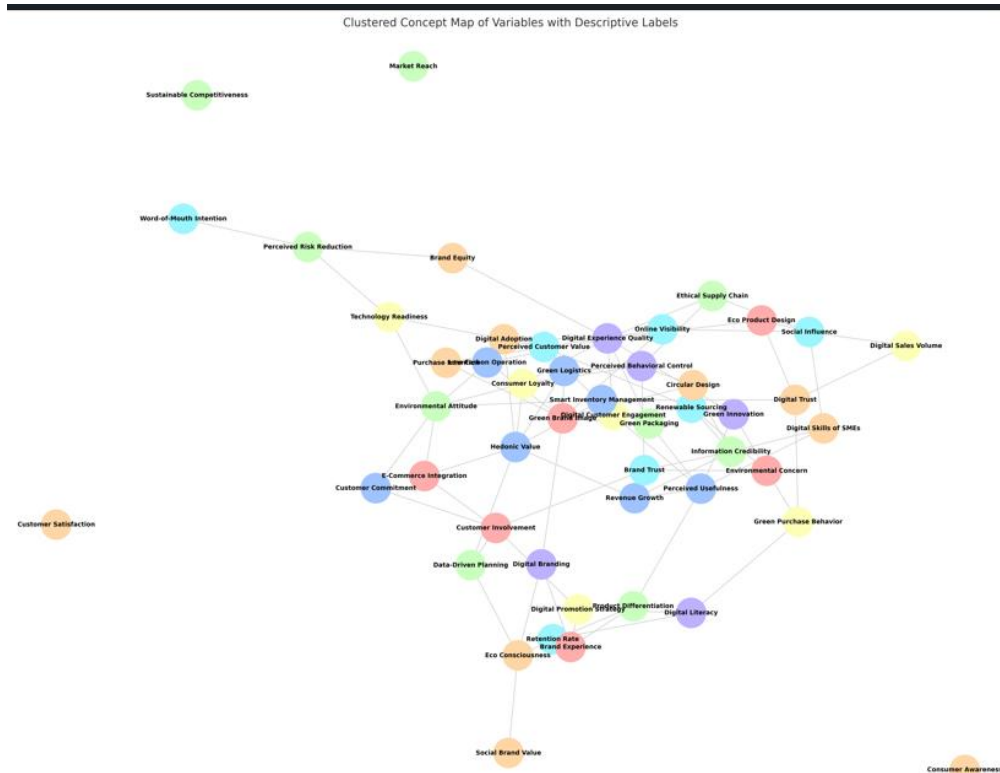 Clustered Concept Map of Variables with Descriptive Labels
Market Reach
Sustainable Competitiveness
Word-of-Mouth Intention
Perceived Risk Reduction
Brand Equity
Ethical Supply Chain
Technology Readiness
Eco Product Design
Online Visibility
Social Influence
Digital Adoption
Digital Experience Quality
Digital Sales Volume
Perceived Customer Value
Purchase
Operation
Perceived Behavioral Control
Green Logistics
Consumer Loyalty
Circular Design
Smart Inventory Management
Digital Trust
Environmental Attitude
Renewable Sourcing
Digital Customer Engagement
Green Innovation
Green Brand Image
Green Packaging
Digital Skills of SMEs
Hedonic Value
Information Credibility
Brand Trust
Environmental Concern
E-Commerce Integration
Customer Commitment
Perceived Usefulness
Revenue Growth
Customer Satisfaction
Customer Involvement
Green Purchase Behavior
Data-Driven Planning
Digital Branding
Digital Promotion Strategy
Product Differentiation
Digital Literacy
Retention Rate
Brand Experience
Eco Consciousness
Social Brand Value
Consumer Awareness